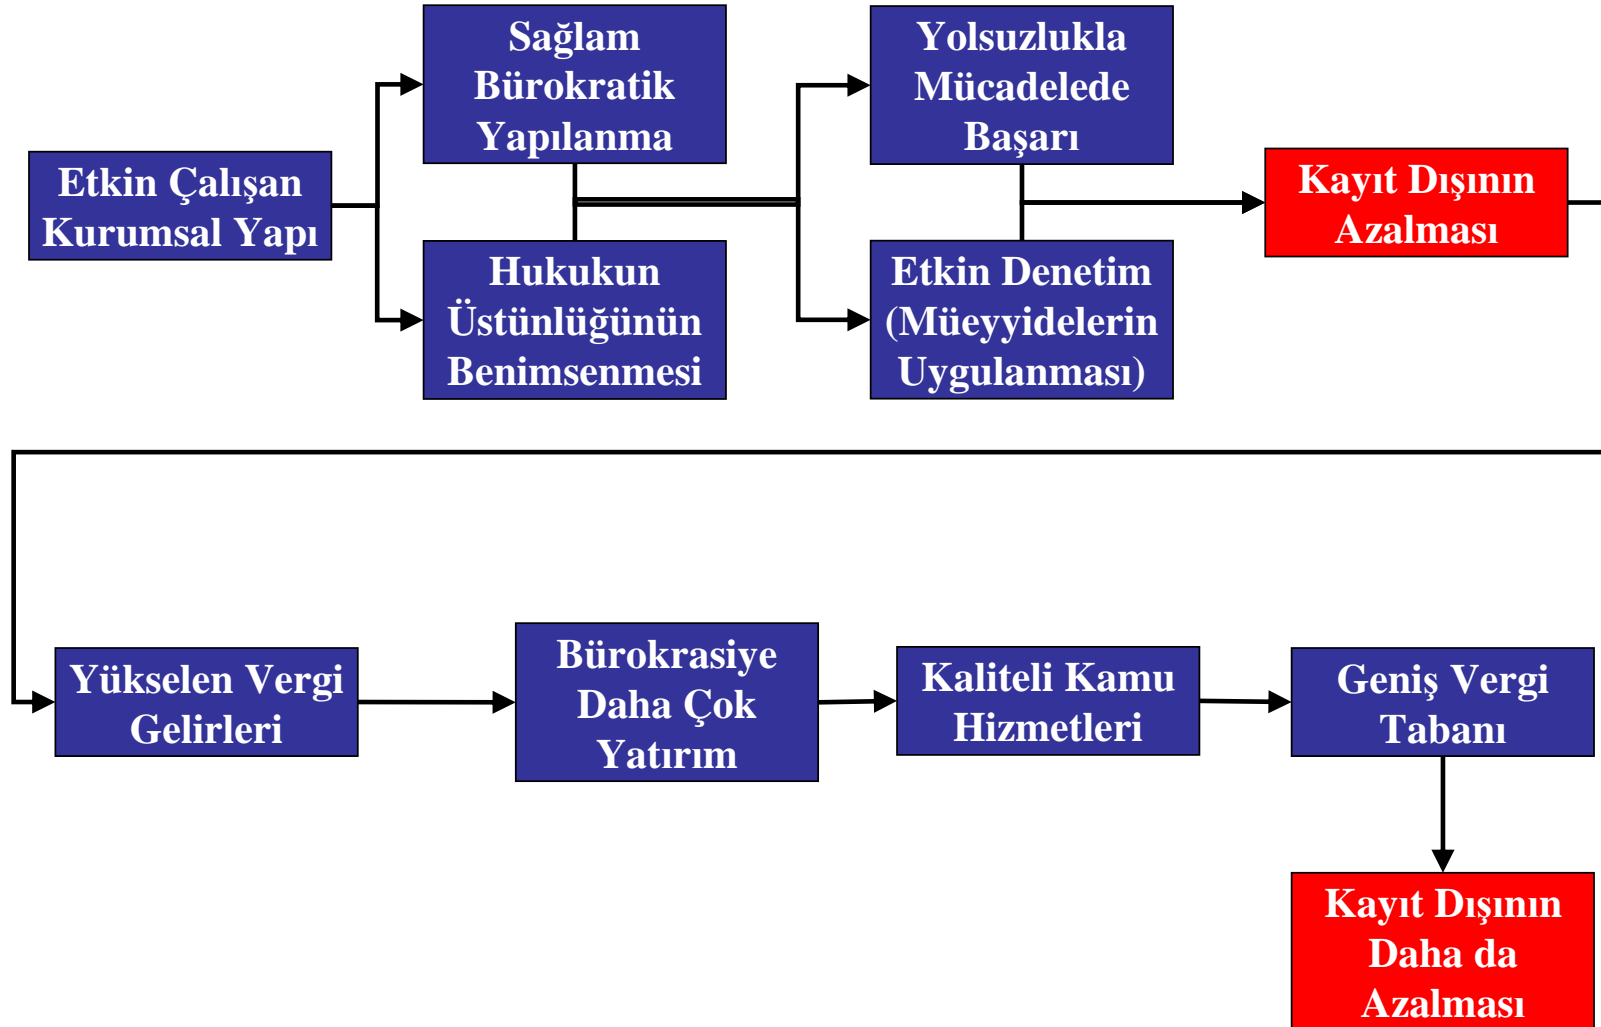 Sağlam
Bürokratik
Yapılanma
Yolsuzlukla
Mücadelede
Başarı
Etkin Çalışan
Kurumsal Yapı
Kayıt Dışının
Azalması
Hukukun
Üstünlüğünün
Benimsenmesi
Etkin Denetim
(Müeyyidelerin
Uygulanması)
Yükselen Vergi
Gelirleri
Bürokrasiye
Daha Çok
Yatırım
Kaliteli Kamu
Hizmetleri
Geniş Vergi
Tabanı
Kayıt Dışının
Daha da
Azalması